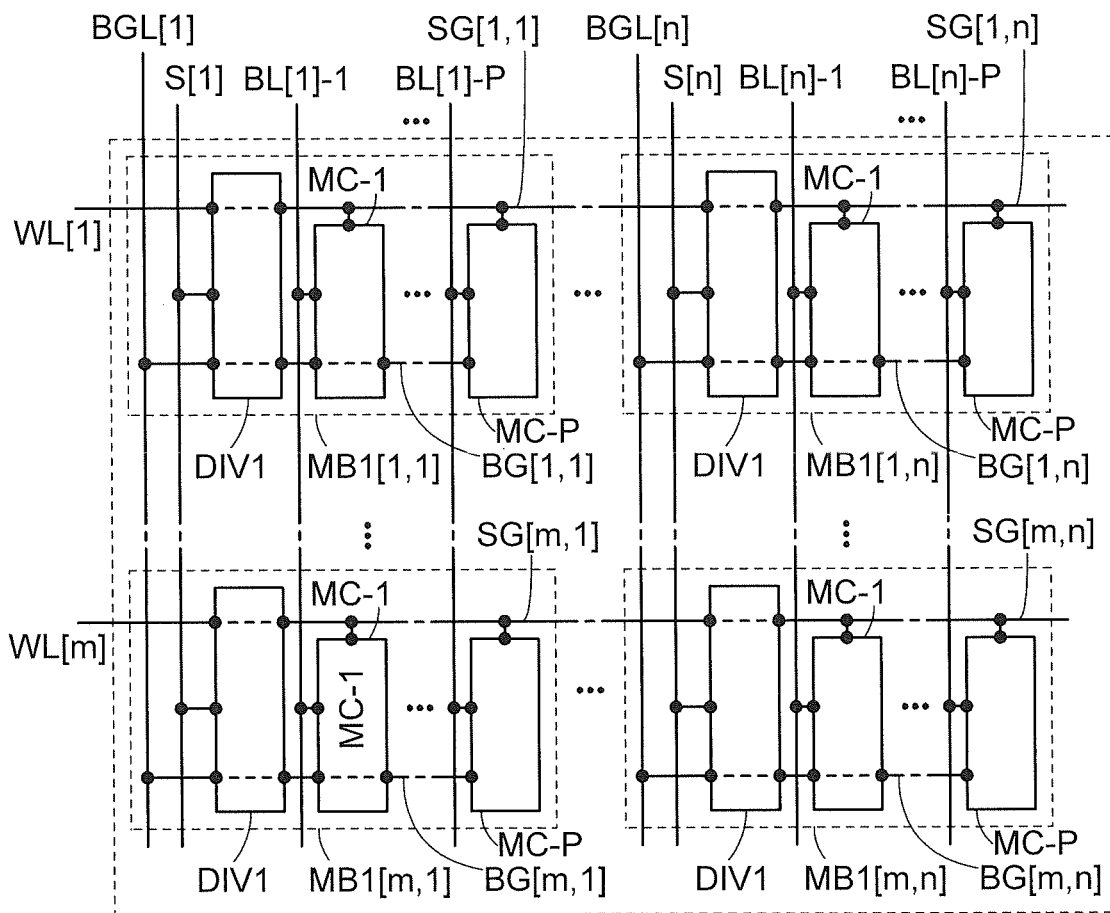 BGL[1] SG[1,1] BGL[n] SG[1,n]
S[1] BL[1]-1 BL[1]-P S[n] BL[n]-1 BL[n]-P
... ...
MC-1 MC-1
WL[1]
... ... ...
MC-P MC-P
DIV1 MB1[1,1] BG[1,1] DIV1 MB1[1,n] BG[1,n]
... SG[m,1] ... SG[m,n]
MC-1 MC-1
WL[m]
MC-1 ... ... ...
MC-P MC-P
DIV1 MB1[m,1] BG[m,1] DIV1 MB1[m,n] BG[m,n]